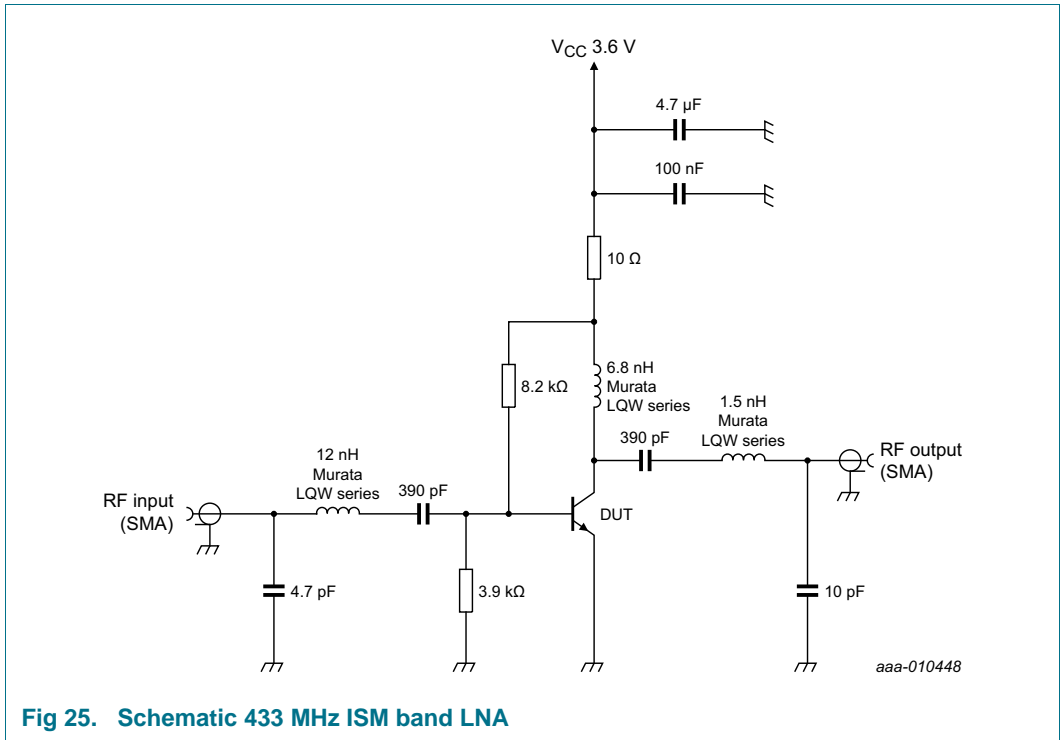 VCC 3.6 V
4.7 µF
100 nF
10 Ω
8.2 kΩ
6.8 nH
Murata
LQW series
1.5 nH
Murata
LQW series
390 pF
RF output
(SMA)
12 nH
Murata
LQW series
390 pF
RF input
(SMA)
DUT
4.7 pF
3.9 kΩ
10 pF
aaa-010448
Fig 25. Schematic 433 MHz ISM band LNA